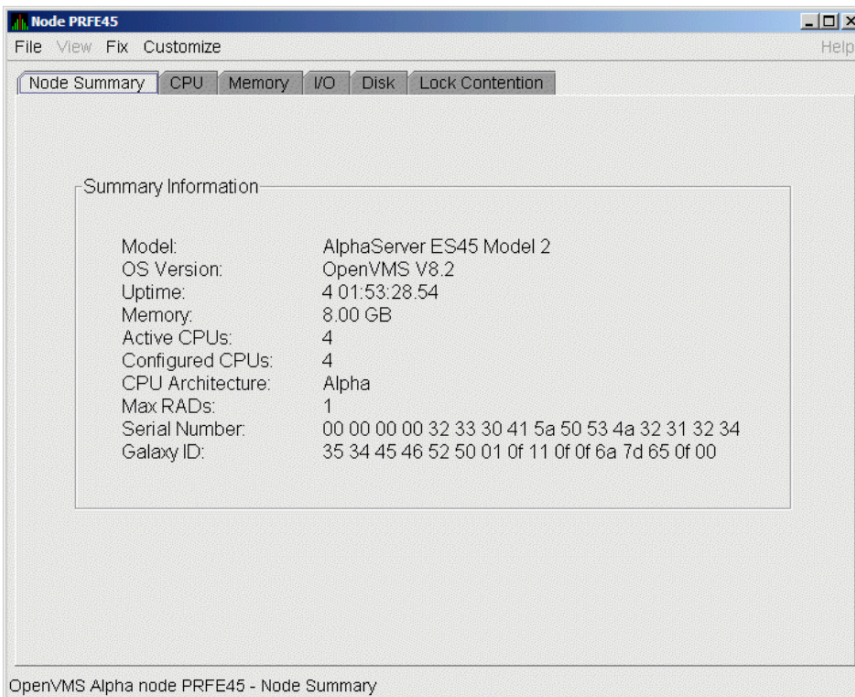 Node PRFE45
File View Fix Customize Help
Node Summary CPU Memory I/O Disk Lock Contention
Summary Information
Model: AlphaServer ES45 Model 2
OS Version: OpenVMS V8.2
Uptime: 4 01:53:28.54
Memory: 8.00 GB
Active CPUs: 4
Configured CPUs: 4
CPU Architecture: Alpha
Max RADs: 1
Serial Number: 00 00 00 00 32 33 30 41 5a 50 53 4a 32 31 32 34
Galaxy ID: 35 34 45 46 52 50 01 0f 11 0f 0f 6a 7d 65 0f 00
OpenVMS Alpha node PRFE45 - Node Summary